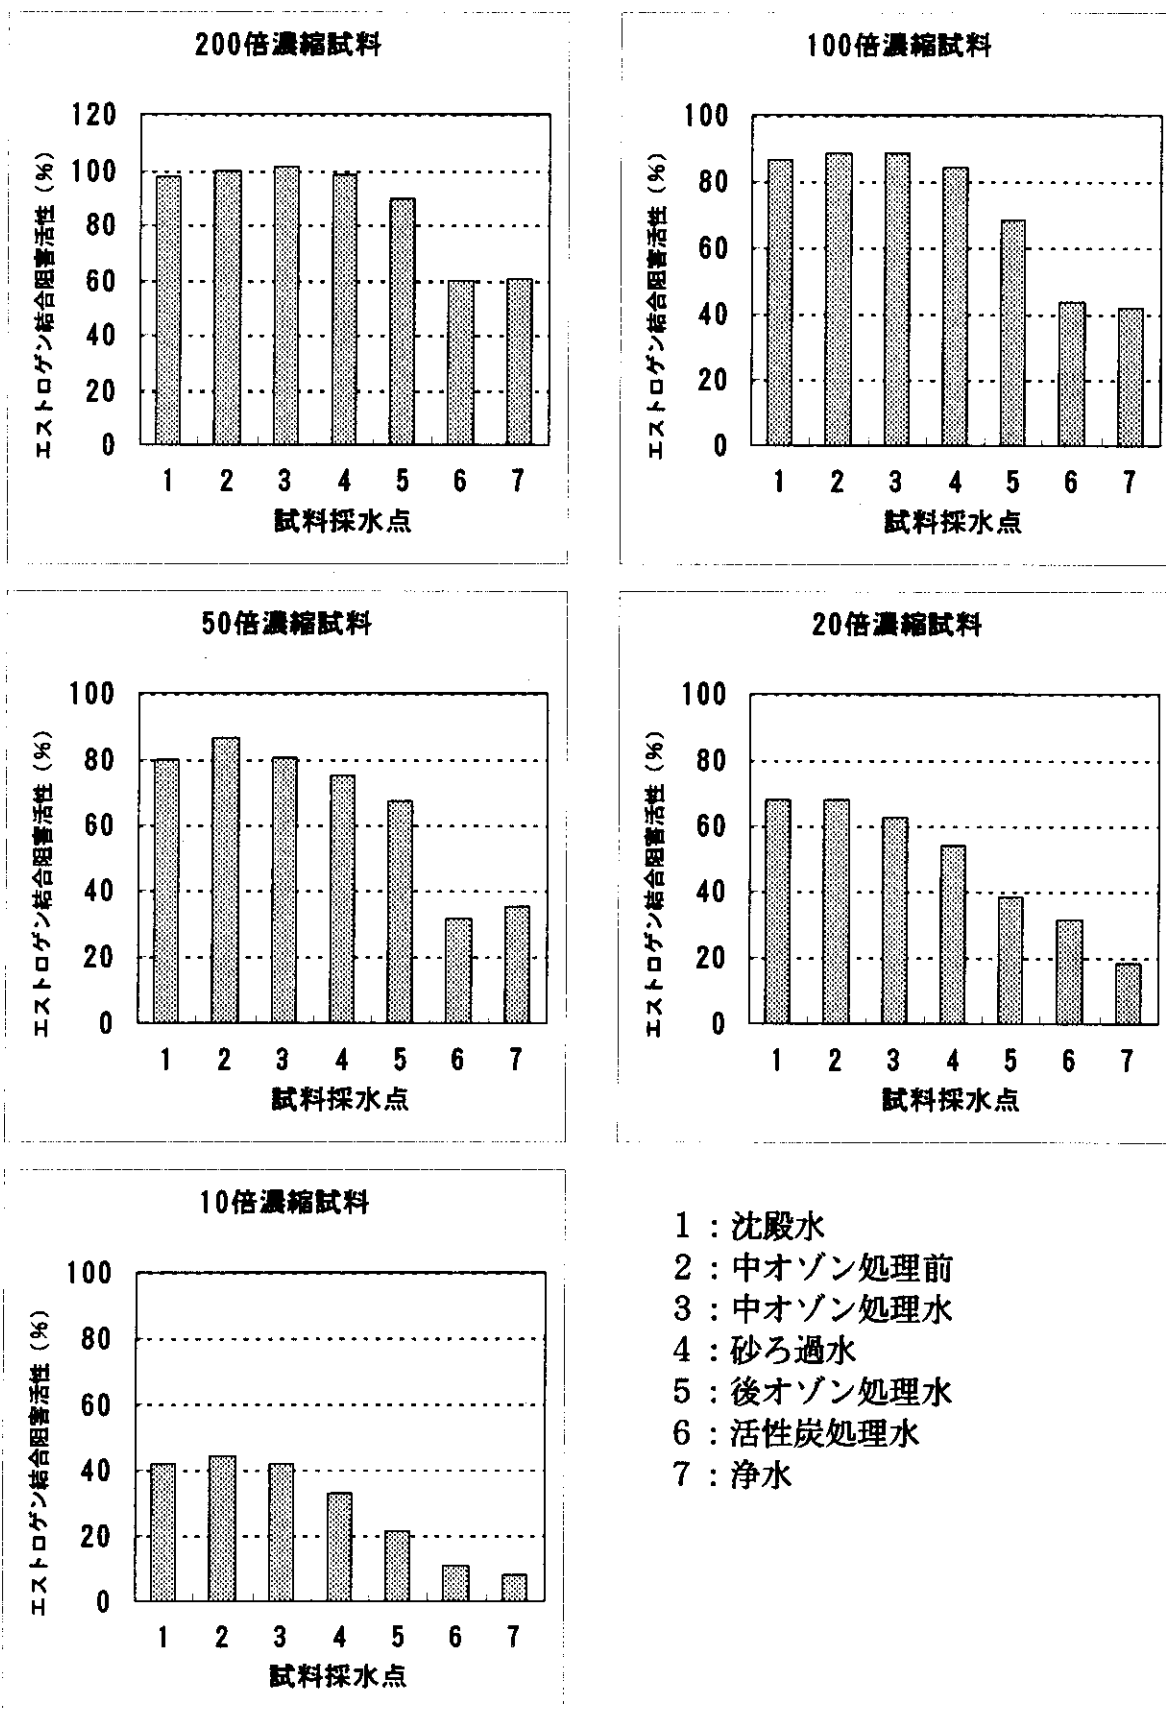 200倍濃縮試料
エストロゲン結合阻害活性(%)
120
100
80
60
40
20
0
1 2 3 4 5 6 7
試料採水点
100倍濃縮試料
エストロゲン結合阻害活性(%)
100
80
60
40
20
0
1 2 3 4 5 6 7
試料採水点
50倍濃縮試料
エストロゲン結合阻害活性(%)
100
80
60
40
20
0
1 2 3 4 5 6 7
試料採水点
20倍濃縮試料
エストロゲン結合阻害活性(%)
100
80
60
40
20
0
1 2 3 4 5 6 7
試料採水点
10倍濃縮試料
エストロゲン結合阻害活性(%)
100
80
60
40
20
0
1 2 3 4 5 6 7
試料採水点
1:沈殿水
2:中オゾン処理前
3:中オゾン処理水
4:砂ろ過水
5:後オゾン処理水
6:活性炭処理水
7:浄水